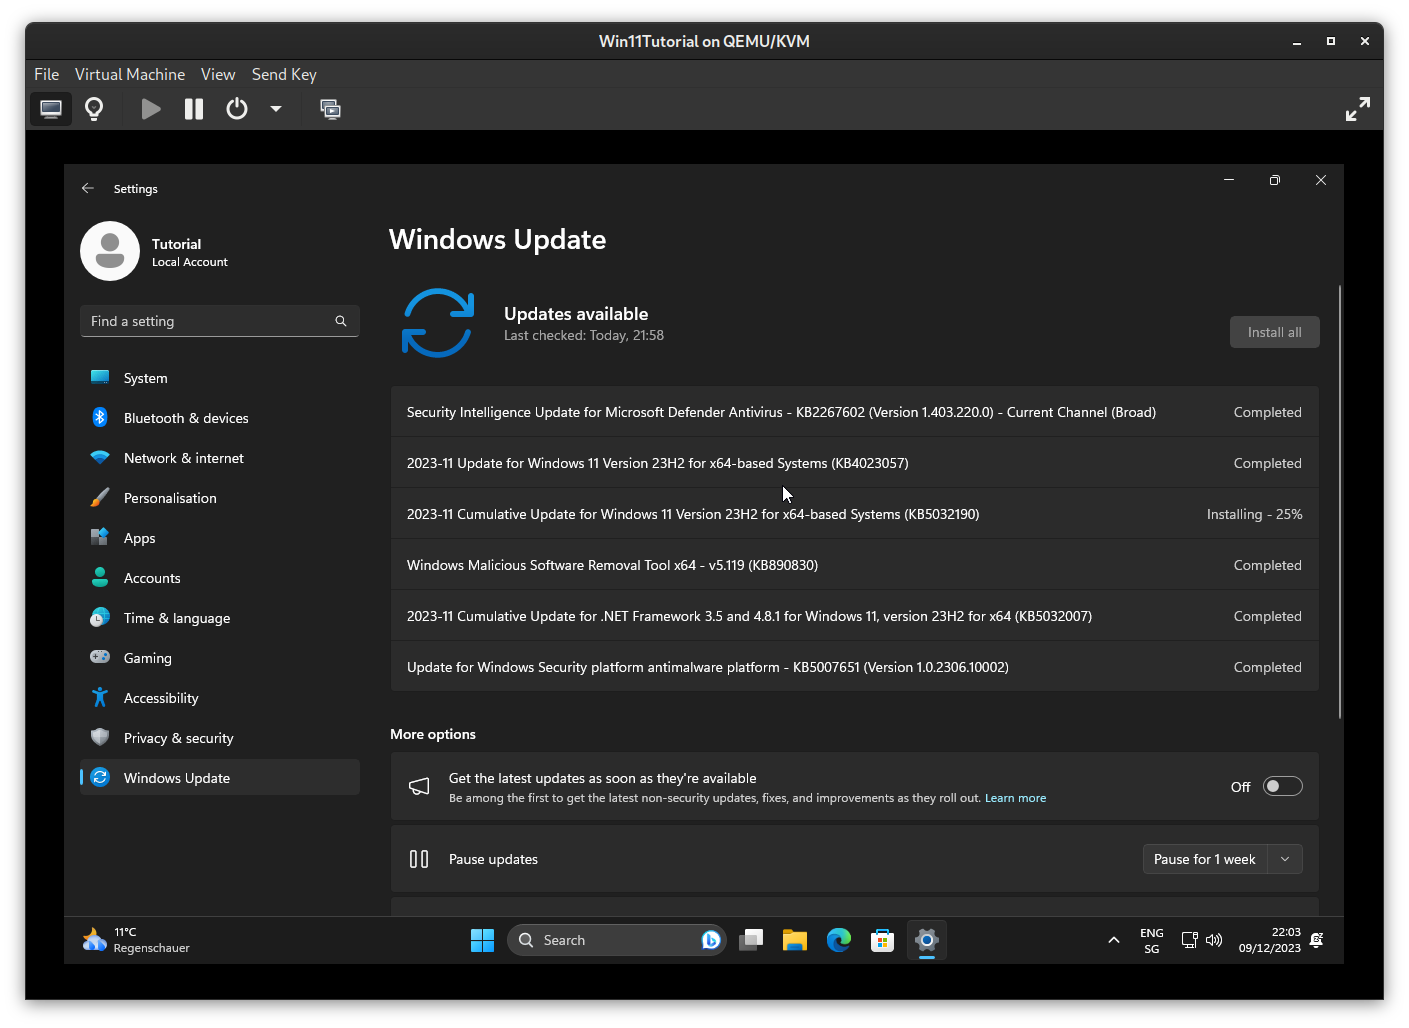 Win11Tutorial on QEMU/KVM
File Virtual Machine View Send Key
Settings
Tutorial
Local Account
Find a setting
System
Bluetooth & devices
Network & internet
Personalisation
Apps
Accounts
Time & language
Gaming
Accessibility
Privacy & security
Windows Update
Windows Update
Updates available
Last checked: Today, 21:58
Install all
Security Intelligence Update for Microsoft Defender Antivirus - KB2267602 (Version 1.403.220.0) - Current Channel (Broad) Completed
2023-11 Update for Windows 11 Version 23H2 for x64-based Systems (KB4023057) Completed
2023-11 Cumulative Update for Windows 11 Version 23H2 for x64-based Systems (KB5032190) Installing - 25%
Windows Malicious Software Removal Tool x64 - v5.119 (KB890830) Completed
2023-11 Cumulative Update for .NET Framework 3.5 and 4.8.1 for Windows 11, version 23H2 for x64 (KB5032007) Completed
Update for Windows Security platform antimalware platform - KB5007651 (Version 1.0.2306.10002) Completed
More options
Get the latest updates as soon as they're available
Be among the first to get the latest non-security updates, fixes, and improvements as they roll out. Learn more
Off
Pause updates
Pause for 1 week
11°C
Regenschauer
Search
ENG
SG
22:03
09/12/2023